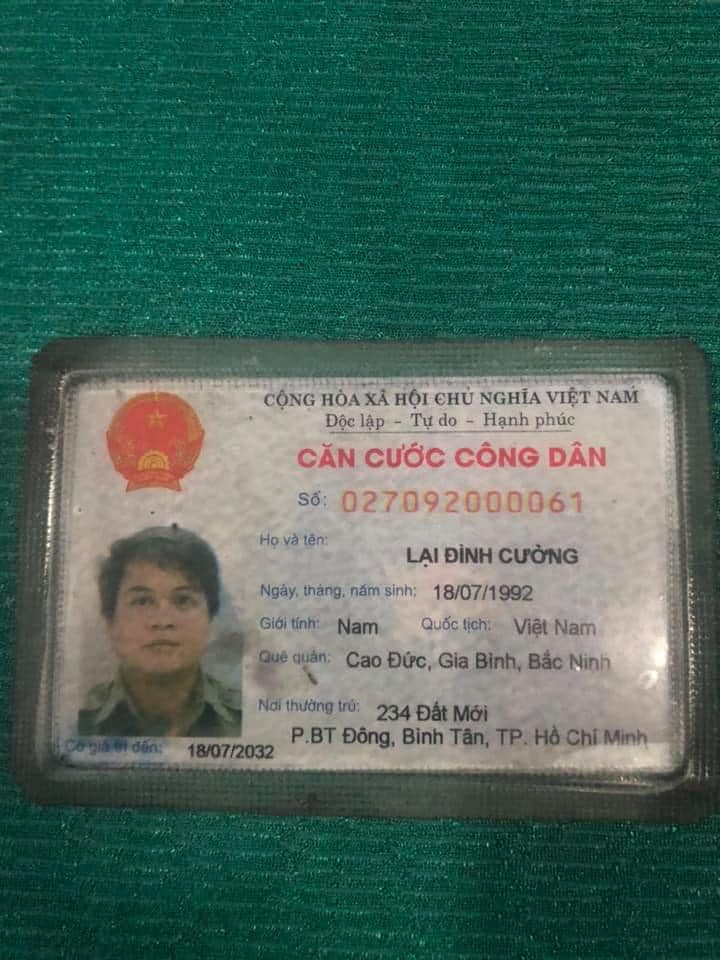 CỘNG HÒA XÃ HỘI CHỦ NGHĨA VIỆT NAM
Độc lập - Tự do - Hạnh phúc
CĂN CƯỚC CÔNG DÂN
Số: 027092000061
Họ và tên:
LẠI ĐÌNH CƯỜNG
Ngày, tháng, năm sinh: 18/07/1992
Giới tính: Nam Quốc tịch: Việt Nam
Quê quán: Cao Đức, Gia Bình, Bắc Ninh
Nơi thường trú: 234 Đất Mới
P.BT Đông, Bình Tân, TP. Hồ Chí Minh
Có giá trị đến: 18/07/2032